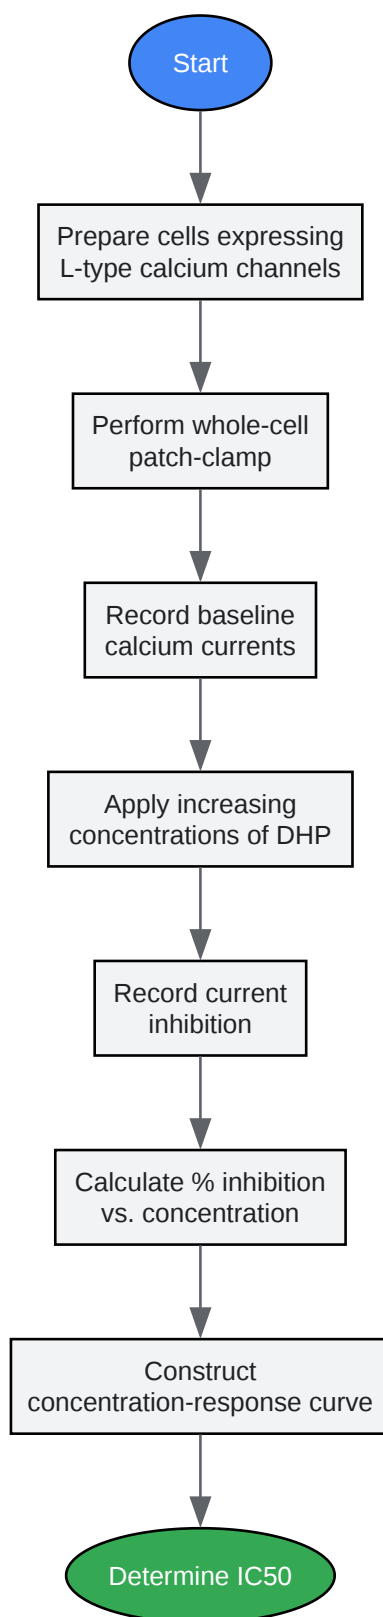 Start
Prepare cells expressing
L-type calcium channels
Perform whole-cell
patch-clamp
Record baseline
calcium currents
Apply increasing
concentrations of DHP
Record current
inhibition
Calculate % inhibition
vs. concentration
Construct
concentration-response curve
Determine IC50